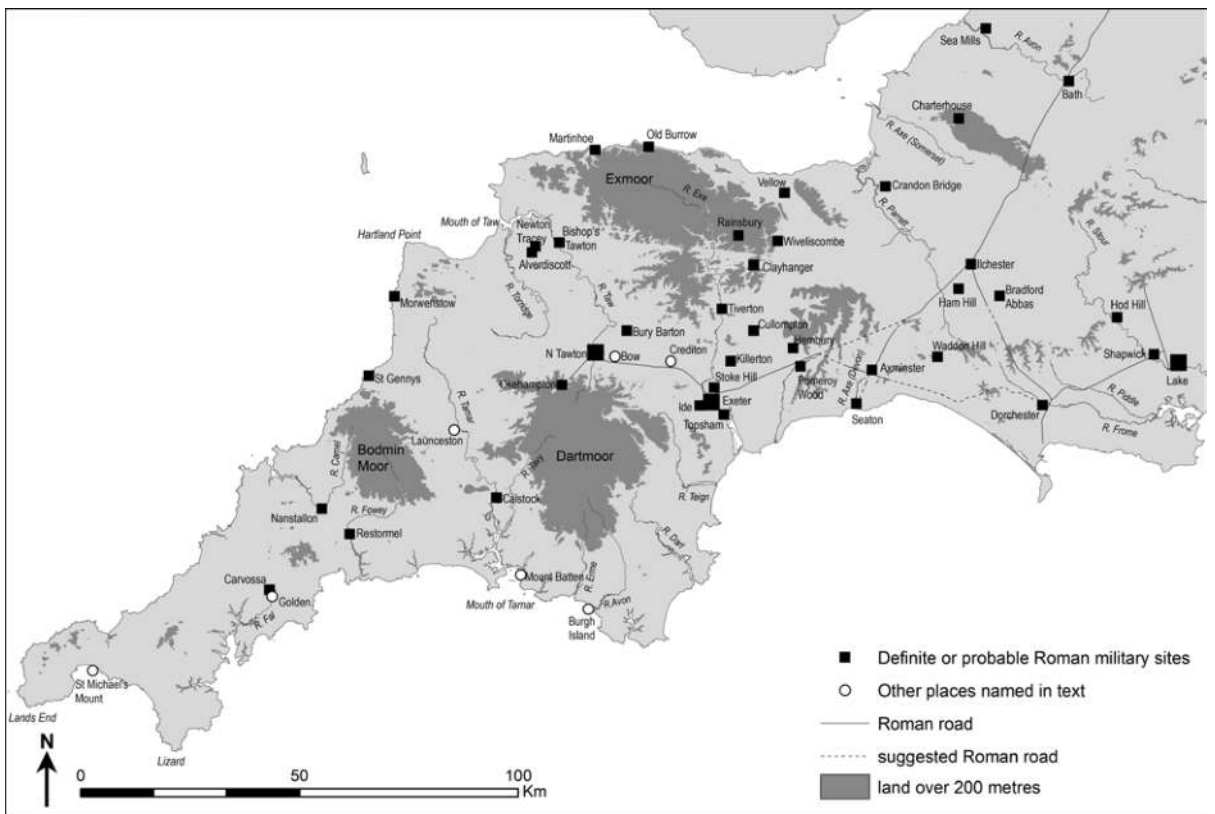 Sea Mills
R. Avon
Bath
Charterhouse
R. Axe (Somerset)
Martinhoe
Old Burrow
Exmoor
R. Exe
Vellow
Crandon Bridge
R. Parrett
R. Stour
Mouth of Taw
Newton
Tracey
Bishop's
Tawton
Alverdiscott
Rainsbury
Wiveliscombe
Hartland Point
Clayhanger
Ilchester
R. Torridge
R. Taw
Ham Hill
Bradford
Abbas
Hod Hill
Morwenstow
Tiverton
Cullompton
Bury Barton
Hembury
Waddon Hill
Shapwick
N Tawton
Bow
Crediton
Killerton
Lake
St Gennys
Okehampton
Stoke Hill
Pomeroy
Wood
R. Axe (Devon)
Axminster
Ide
Exeter
Topsham
Seaton
Dorchester
R. Piddle
R. Frome
R. Tamar
Launceston
Bodmin
Moor
R. Camel
Dartmoor
R. Tavy
R. Teign
Calstock
Nanstallon
R. Fowey
Restormel
R. Dart
Carvossa
Golden
R. Fal
Mount Batten
R. Erme
Mouth of Tamar
R. Avon
Burgh
Island
St Michael's
Mount
Lands End
Lizard
N
0
50
100
Km
Definite or probable Roman military sites
Other places named in text
Roman road
suggested Roman road
land over 200 metres